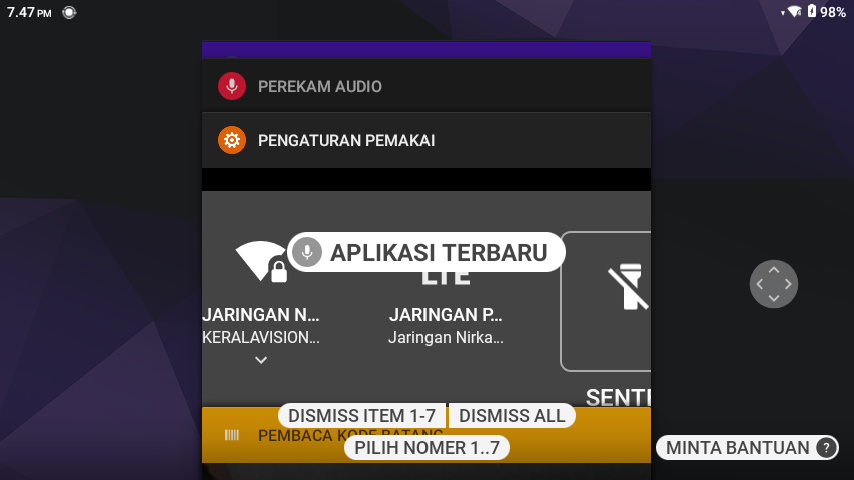 7.47 PM
98%
PEREKAM AUDIO
PENGATURAN PEMAKAI
APLIKASI TERBARU
LTE
JARINGAN N... JARINGAN P...
KERALAVISION... Jaringan Nirka...
SENTE
DISMISS ITEM 1-7 DISMISS ALL
PEMBACA KODE BATANG
PILIH NOMER 1..7
MINTA BANTUAN ?